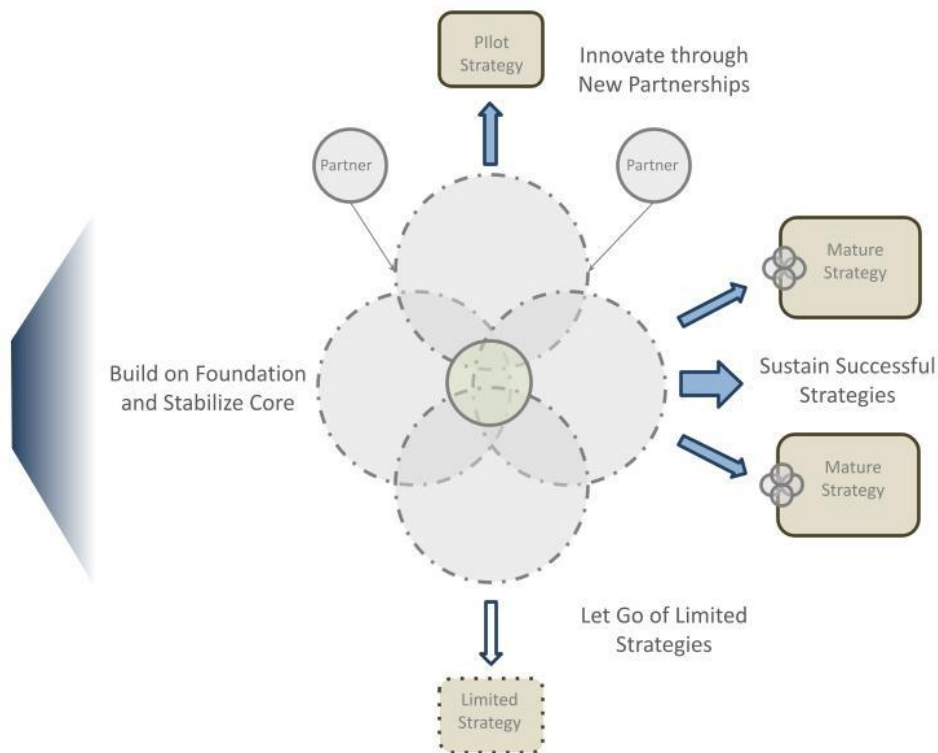 PIlot
Strategy
Innovate through
New Partnerships
Partner
Partner
Mature
Strategy
Build on Foundation
and Stabilize Core
Sustain Successful
Strategies
Mature
Strategy
Let Go of Limited
Strategies
Limited
Strategy